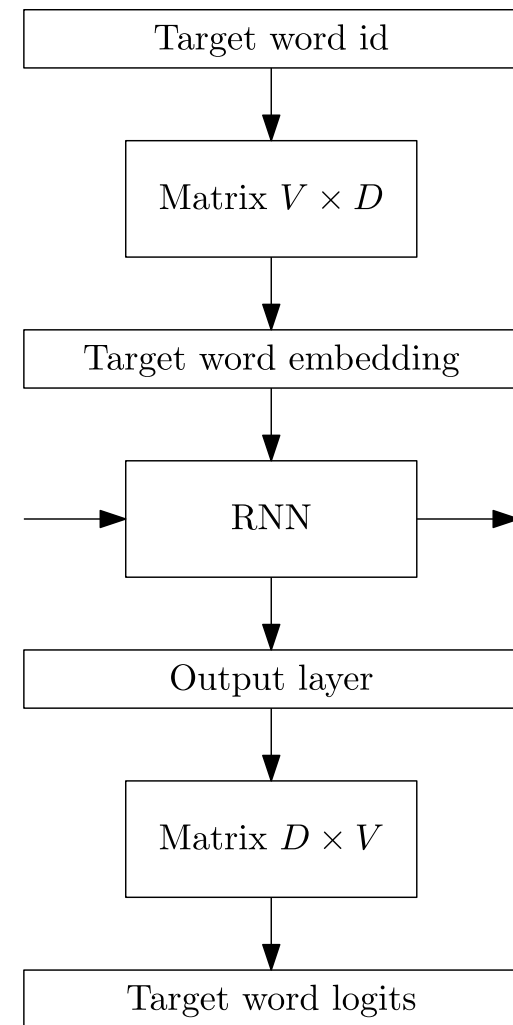 Target word id
Matrix V × D
Target word embedding
RNN
Output layer
Matrix D × V
Target word logits